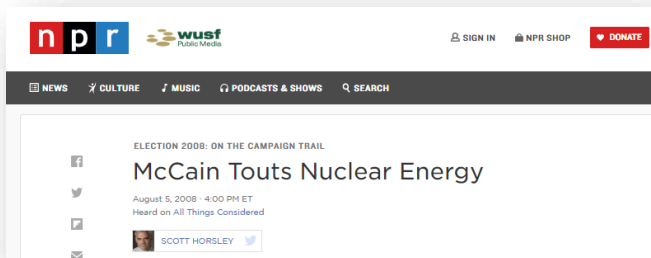 npr wusf
Public Media
SIGN IN NPR SHOP DONATE
NEWS CULTURE MUSIC PODCASTS & SHOWS SEARCH
ELECTION 2008: ON THE CAMPAIGN TRAIL
McCain Touts Nuclear Energy
August 5, 2008 · 4:00 PM ET
Heard on All Things Considered
SCOTT HORSLEY